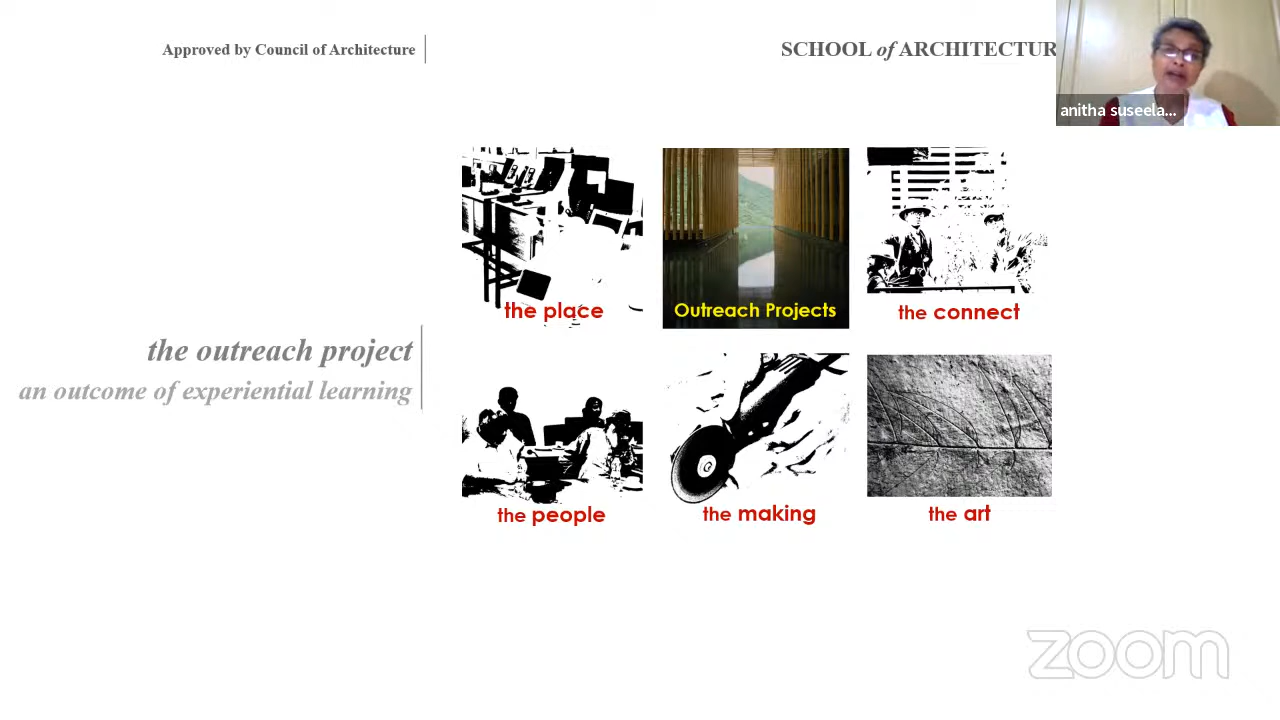 Approved by Council of Architecture
SCHOOL of ARCHITECTUR
anitha suseela...
the place
Outreach Projects
the connect
the outreach project
an outcome of experiential learning
the people
the making
the art
zoom